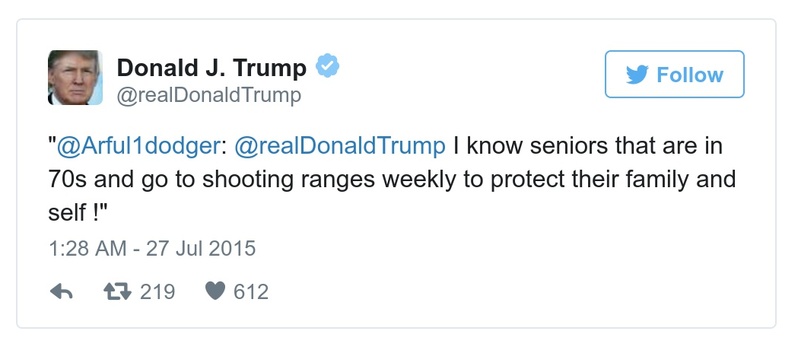 Donald J. Trump
@realDonaldTrump
Follow
"@Arful1dodger: @realDonaldTrump I know seniors that are in
70s and go to shooting ranges weekly to protect their family and
self !"
1:28 AM - 27 Jul 2015
219 612